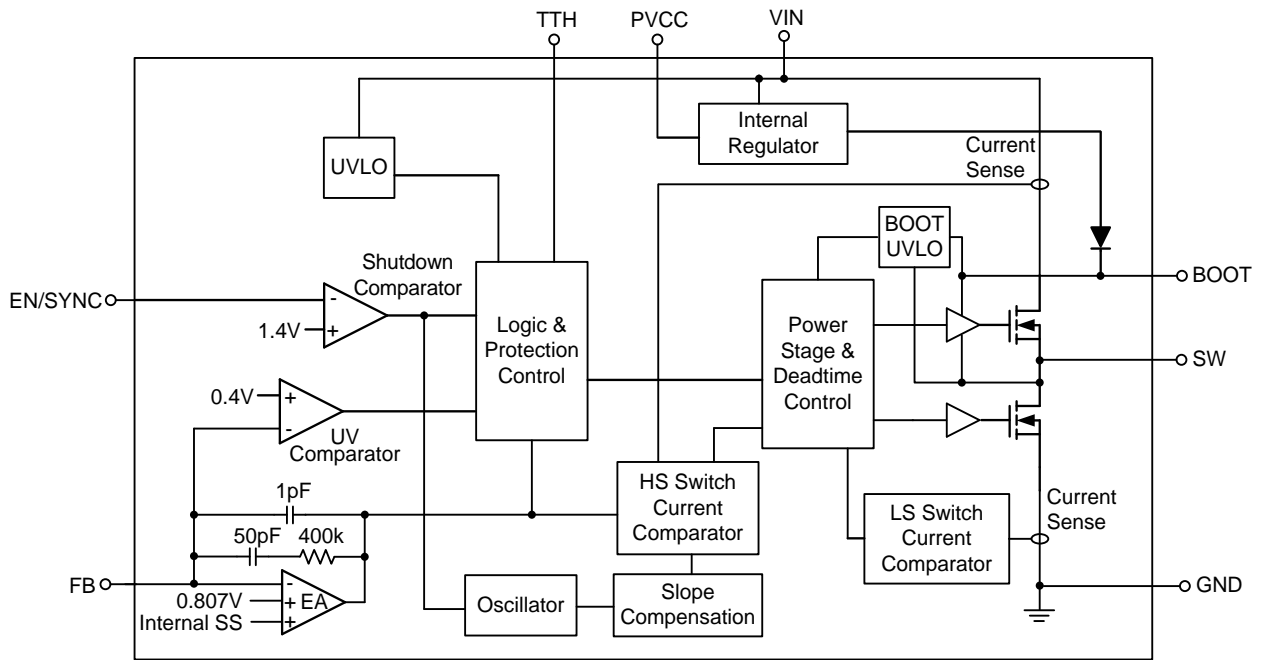 TTH
PVCC
VIN
Internal
Regulator
Current
Sense
UVLO
BOOT
UVLO
BOOT
Shutdown
Comparator
EN/SYNC
-
1.4V
+
Logic &
Protection
Control
Power
Stage &
Deadtime
Control
SW
0.4V
+
-
UV
Comparator
1pF
50pF
400k
HS Switch
Current
Comparator
LS Switch
Current
Comparator
Current
Sense
FB
-
0.807V
+
EA
Internal SS
+
Oscillator
Slope
Compensation
GND